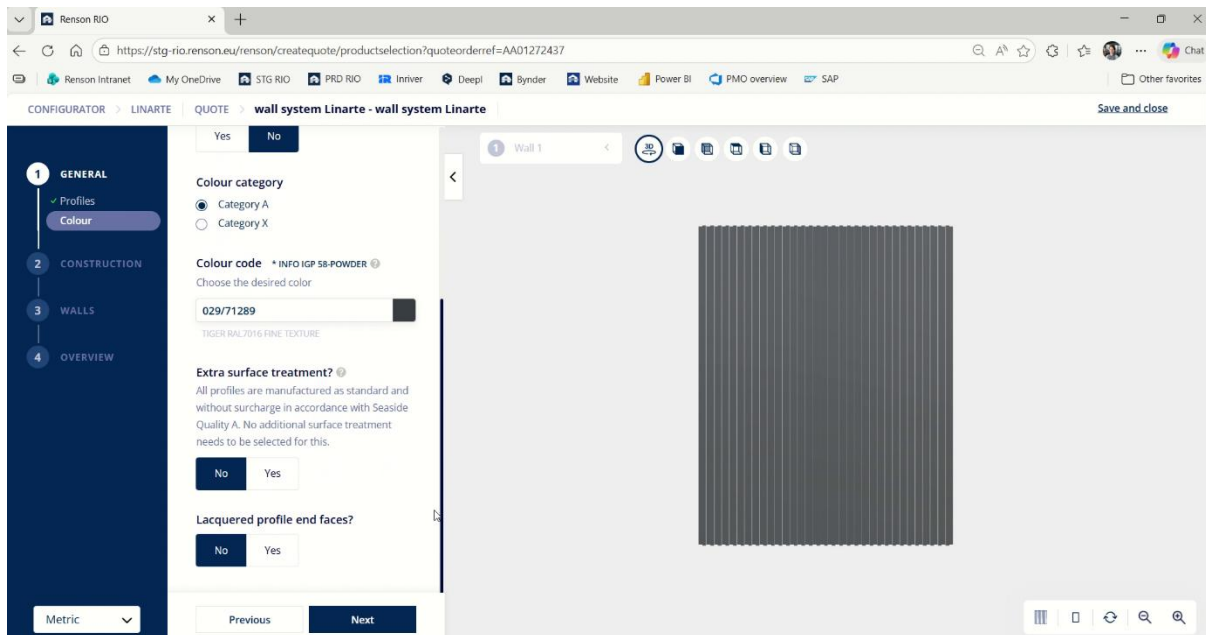 Renson RIO
https://stg-rio.renson.eu/renson/createquote/productselection?quoteorderref=AA01272437
Chat
Renson Intranet My OneDrive STG RIO PRD RIO Inriver Deepl Bynder Website Power BI PMO overview SAP Other favorites
CONFIGURATOR > LINARTE QUOTE > wall system Linarte - wall system Linarte Save and close
1 GENERAL
Profiles
Colour
2 CONSTRUCTION
3 WALLS
4 OVERVIEW
Metric
Yes No
Colour category
Category A
Category X
Colour code * INFO IGP 58-POWDER ?
Choose the desired color
029/71289
TIGER RAL7016 FINE TEXTURE
Extra surface treatment? ?
All profiles are manufactured as standard and
without surcharge in accordance with Seaside
Quality A. No additional surface treatment
needs to be selected for this.
No Yes
Lacquered profile end faces?
No Yes
Previous Next
1 Wall 1
3D